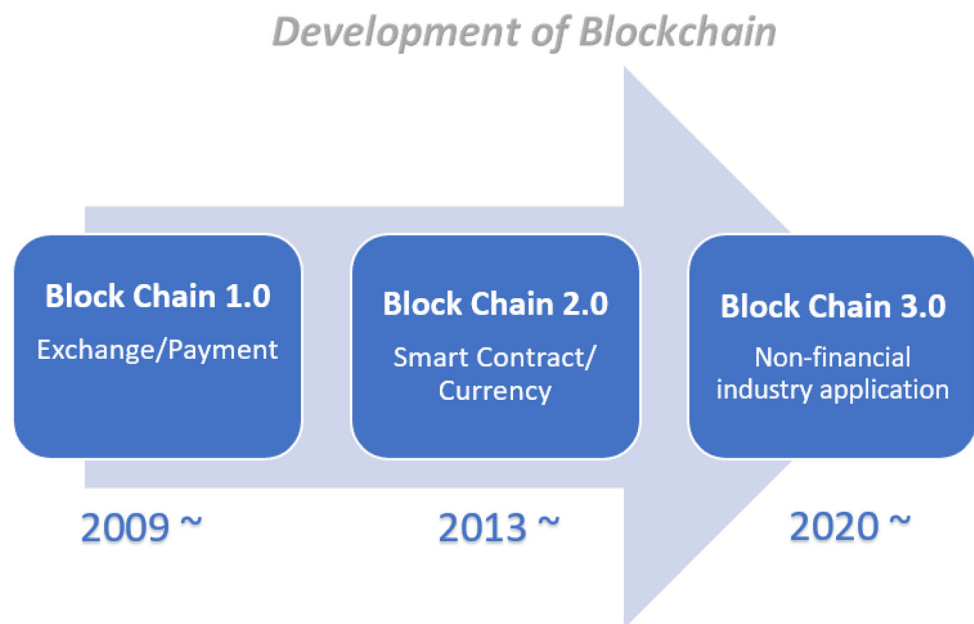 Development of Blockchain
Block Chain 1.0
Exchange/Payment
Block Chain 2.0
Smart Contract/
Currency
Block Chain 3.0
Non-financial
industry application
2009 ~
2013 ~
2020 ~